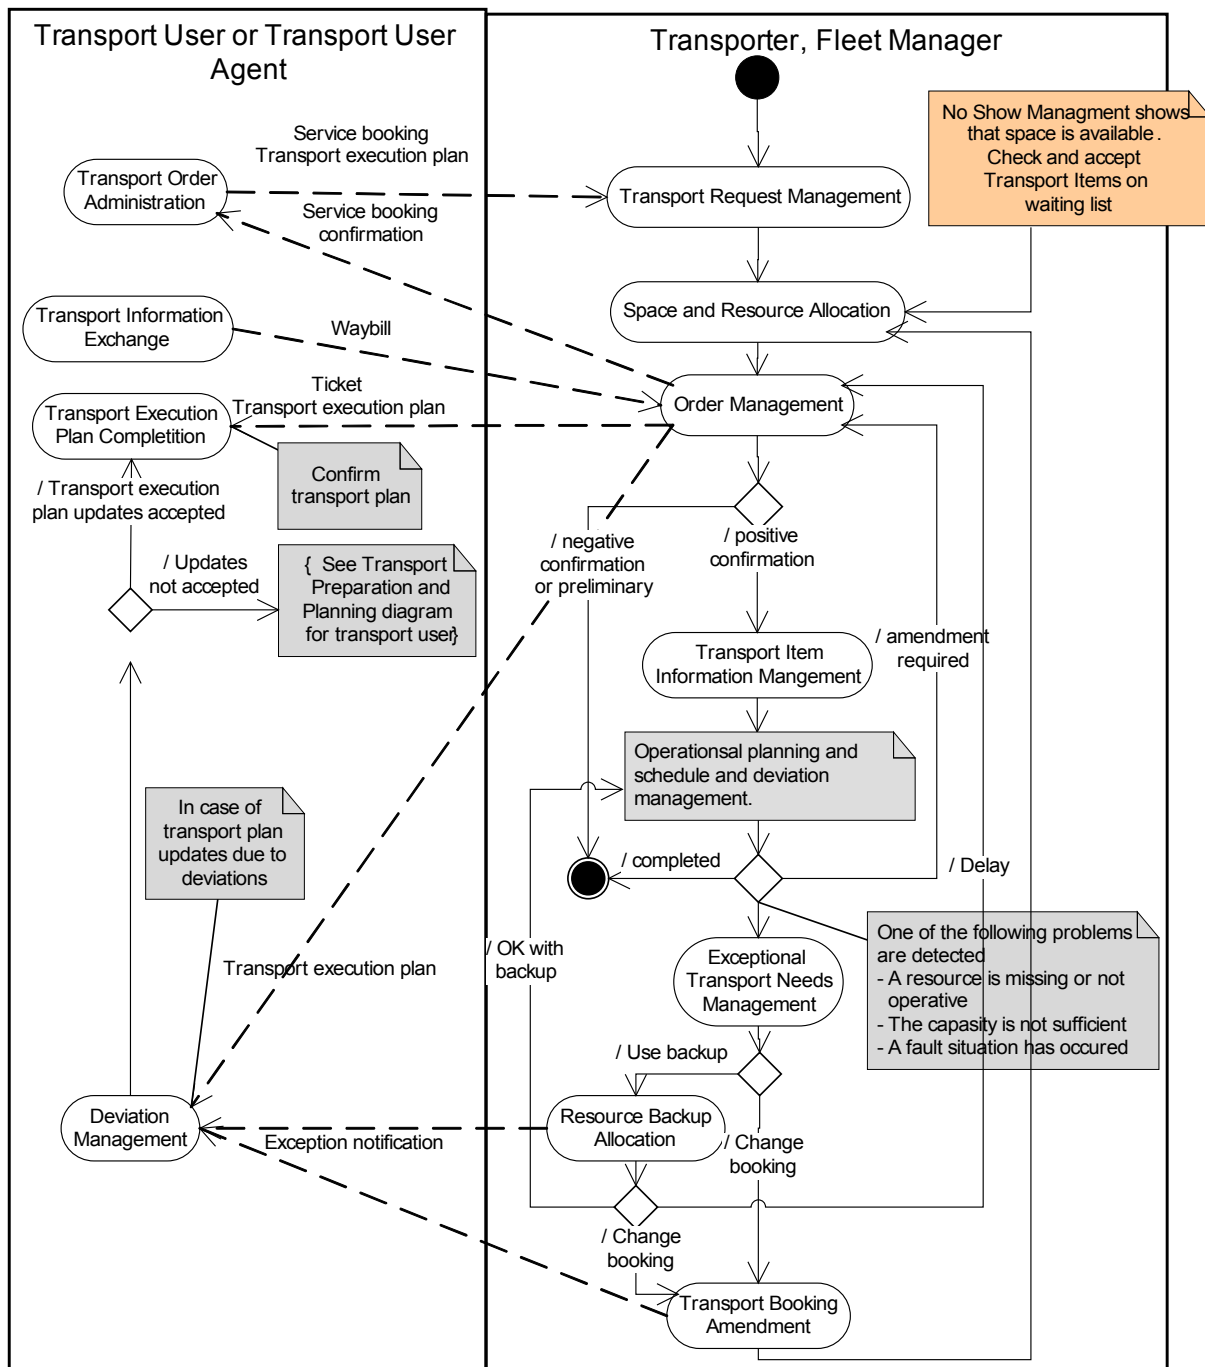 Transport User or Transport User
Agent
Transporter, Fleet Manager
No Show Managment shows
that space is available .
Check and accept
Transport Items on
waiting list
Service booking
Transport execution plan
Transport Order
Administration
Transport Request Management
Service booking
confirmation
Transport Information
Exchange
Space and Resource Allocation
Waybill
Ticket
Transport execution plan
Order Management
Transport Execution
Plan Completition
Confirm
transport plan
/ Transport execution
plan updates accepted
/ negative
confirmation
or preliminary
/ positive
confirmation
/ Updates
not accepted
{ See Transport
Preparation and
Planning diagram
for transport user}
/ amendment
required
Transport Item
Information Mangement
Operationsal planning and
schedule and deviation
management.
In case of
transport plan
updates due to
deviations
/ completed
/ Delay
One of the following problems
are detected
- A resource is missing or not
operative
- The capasity is not sufficient
- A fault situation has occured
/ OK with
backup
Exceptional
Transport Needs
Management
Transport execution plan
/ Use backup
Deviation
Management
Exception notification
Resource Backup
Allocation
/ Change
booking
/ Change
booking
Transport Booking
Amendment